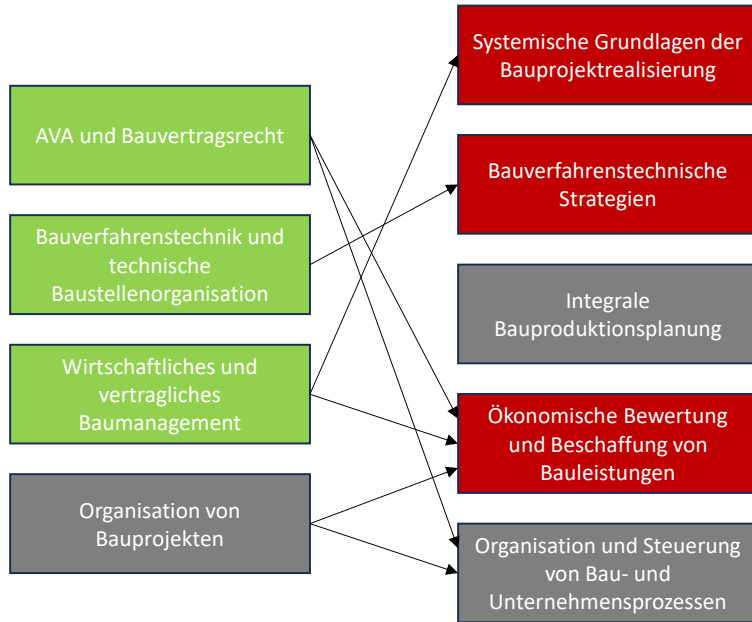 AVA und Bauvertragsrecht
Bauverfahrenstechnik und
technische
Baustellenorganisation
Wirtschaftliches und
vertragliches
Baumanagement
Organisation von
Bauprojekten
Systemische Grundlagen der
Bauprojektrealisierung
Bauverfahrenstechnische
Strategien
Integrale
Bauproduktionsplanung
Ökonomische Bewertung
und Beschaffung von
Bauleistungen
Organisation und Steuerung
von Bau- und
Unternehmensprozessen